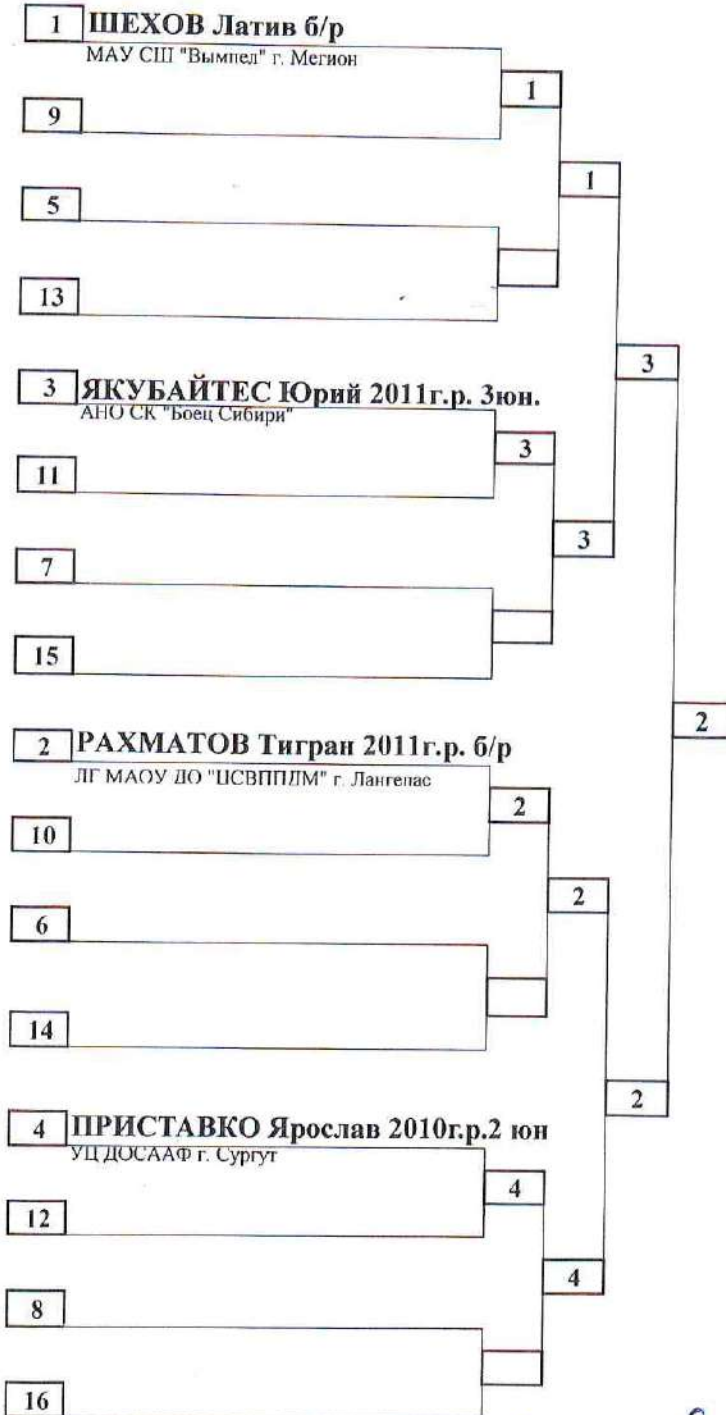 1 ШЕХОВ Латив б/р
МАУ СШ "Вымпел" г. Мегион
1
9
1
5
13
3
3 ЯКУБАЙТЕС Юрий 2011г.р. 3юн.
АНО СК "Боец Сибири"
3
11
3
7
15
2
2 РАХМАТОВ Тигран 2011г.р. б/р
ЛГ МАОУ ДО "ЦСВППДМ" г. Лангепас
2
10
2
6
14
2
4 ПРИСТАВКО Ярослав 2010г.р.2 юн
УЦ ДОСААФ г. Сургут
4
12
4
8
16